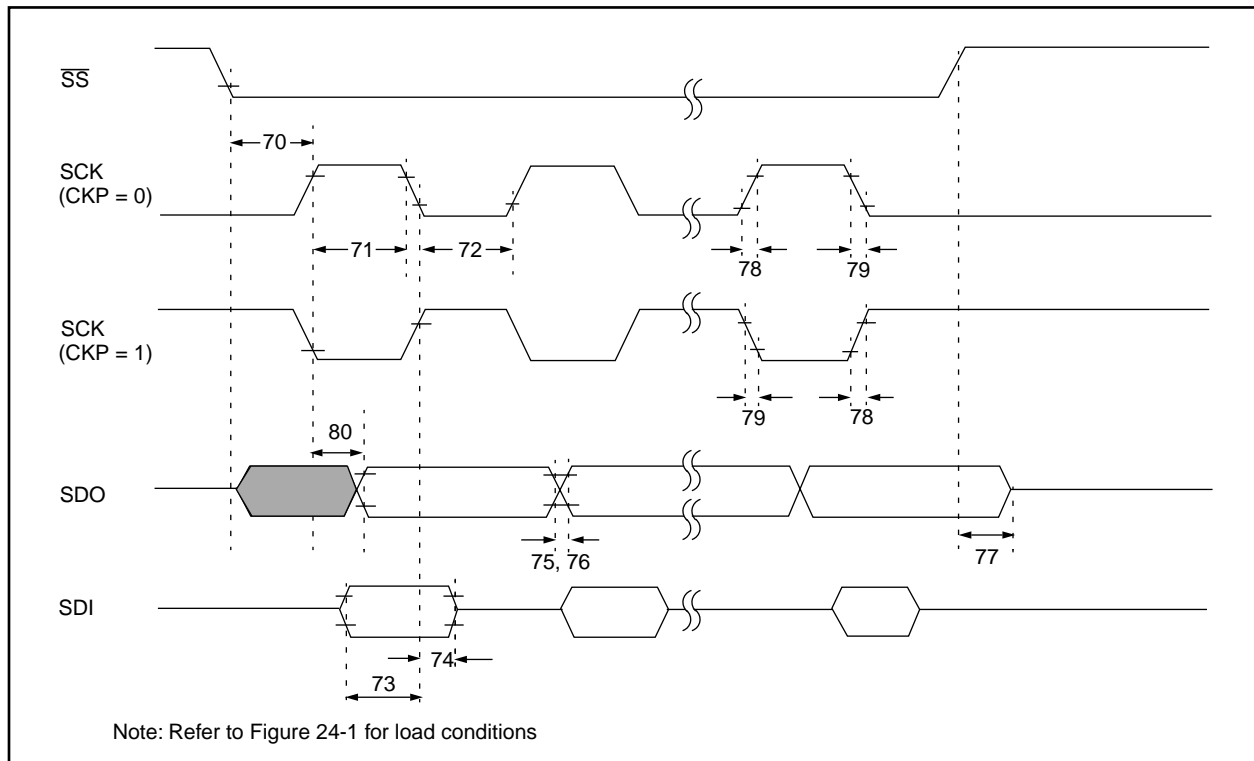 SS
70
SCK
(CKP = 0)
71
72
78
79
SCK
(CKP = 1)
79
78
80
SDO
75, 76
77
SDI
74
73
Note: Refer to Figure 24-1 for load conditions